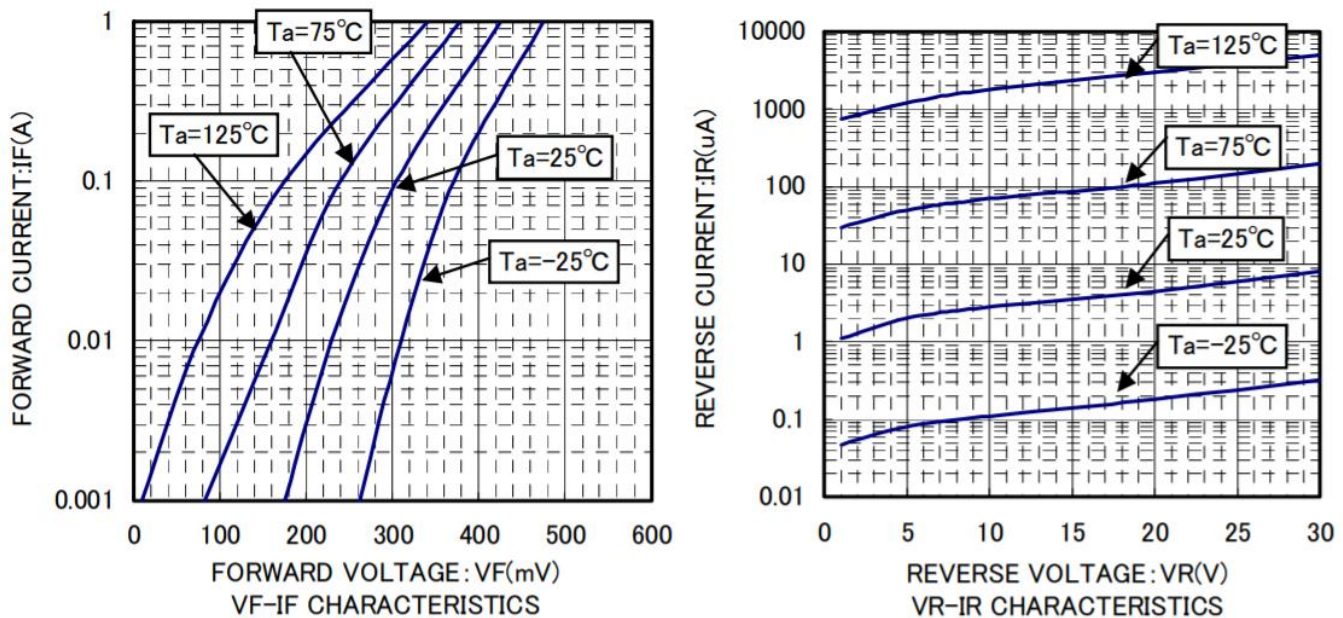 FORWARD CURRENT:IF(A)
1
0.1
0.01
0.001
Ta=75℃
Ta=125℃
Ta=25℃
Ta=-25℃
0 100 200 300 400 500 600
FORWARD VOLTAGE:VF(mV)
VF-IF CHARACTERISTICS
REVERSE CURRENT:IR(uA)
10000
1000
100
10
1
0.1
0.01
Ta=125℃
Ta=75℃
Ta=25℃
Ta=-25℃
0 5 10 15 20 25 30
REVERSE VOLTAGE:VR(V)
VR-IR CHARACTERISTICS